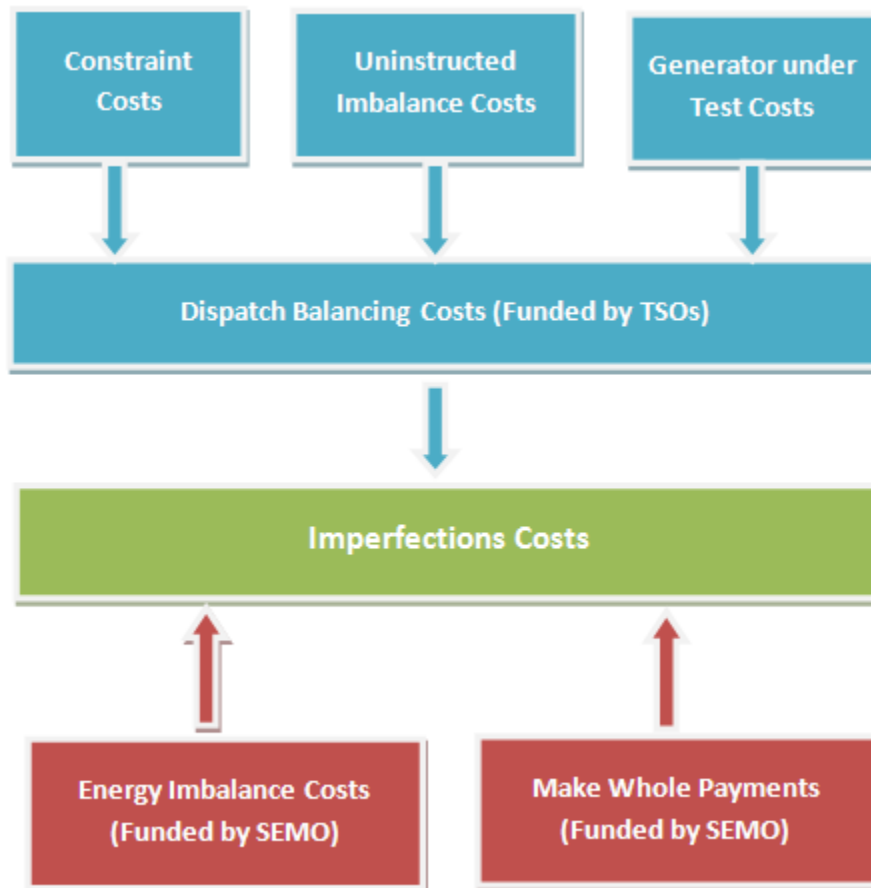 Constraint
Costs
Uninstructed
Imbalance Costs
Generator under
Test Costs
Dispatch Balancing Costs (Funded by TSOs)
Imperfections Costs
Energy Imbalance Costs
(Funded by SEMO)
Make Whole Payments
(Funded by SEMO)